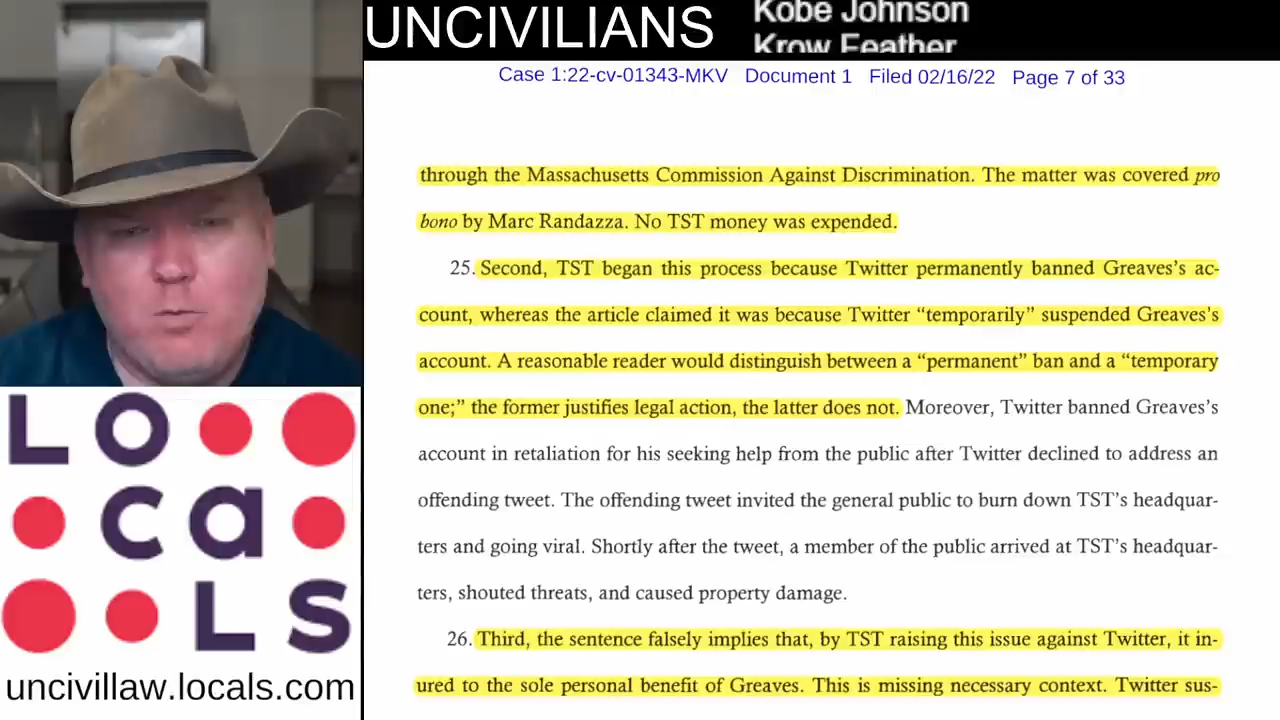 UNCIVILIANS
Kobe Johnson
Krow Feather
Case 1:22-cv-01343-MKV Document 1 Filed 02/16/22 Page 7 of 33
through the Massachusetts Commission Against Discrimination. The matter was covered pro
bono by Marc Randazza. No TST money was expended.
25. Second, TST began this process because Twitter permanently banned Greaves's ac-
count, whereas the article claimed it was because Twitter “temporarily” suspended Greaves's
account. A reasonable reader would distinguish between a “permanent” ban and a “temporary
one;” the former justifies legal action, the latter does not. Moreover, Twitter banned Greaves's
account in retaliation for his seeking help from the public after Twitter declined to address an
offending tweet. The offending tweet invited the general public to burn down TST's headquar-
ters and going viral. Shortly after the tweet, a member of the public arrived at TST's headquar-
ters, shouted threats, and caused property damage.
26. Third, the sentence falsely implies that, by TST raising this issue against Twitter, it in-
ured to the sole personal benefit of Greaves. This is missing necessary context. Twitter sus-
LO
ca
LS
uncivillaw.locals.com